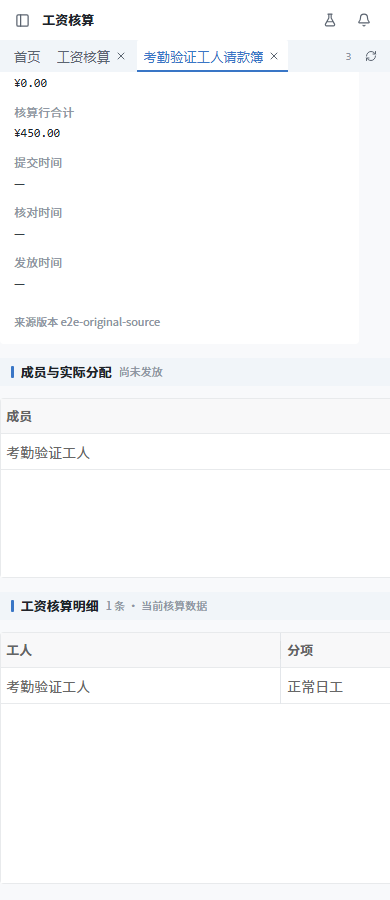 工资核算
首页 工资核算 × 考勤验证工人请款簿 × 3
¥0.00
核算行合计
¥450.00
提交时间
—
核对时间
—
发放时间
—
来源版本 e2e-original-source
成员与实际分配 尚未发放
成员
考勤验证工人
工资核算明细 1 条 · 当前核算数据
工人 分项
考勤验证工人 正常日工